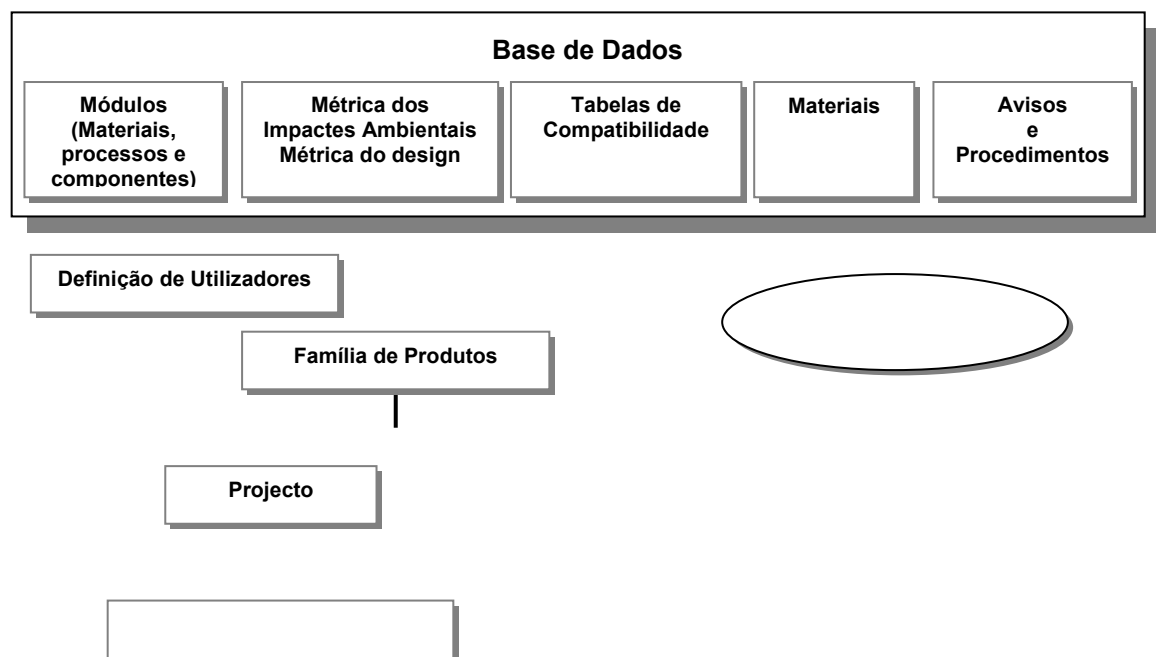 Base de Dados
Módulos
(Materiais,
processos e
componentes)
Métrica dos
Impactes Ambientais
Métrica do design
Tabelas de
Compatibilidade
Materiais
Avisos
e
Procedimentos
Definição de Utilizadores
Família de Produtos
Projecto